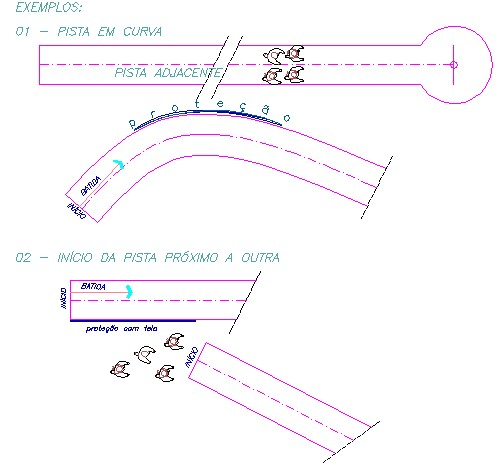 EXEMPLOS:
01 - PISTA EM CURVA
PISTA ADJACENTE
proteção
BATIDA
INÍCIO
02 - INÍCIO DA PISTA PRÓXIMO A OUTRA
BATIDA
INÍCIO
proteção com tela
INÍCIO